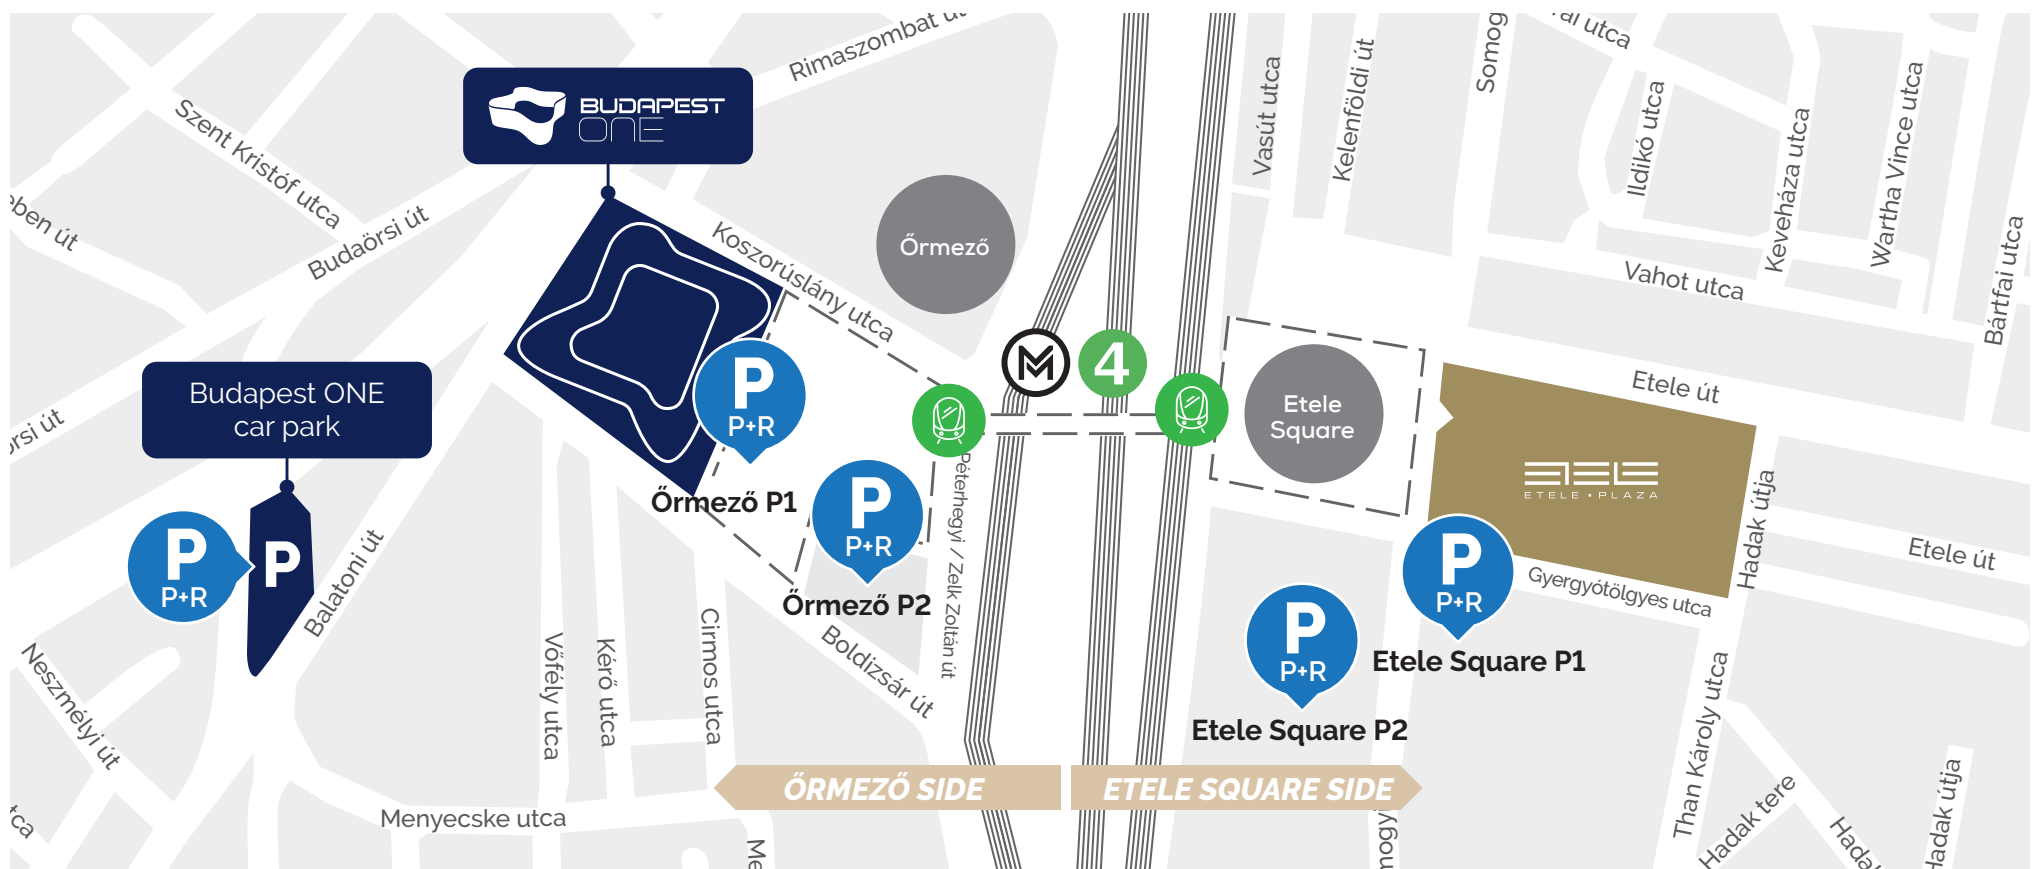 Rimaszombat út
Szent Kristóf utca
BUDAPEST
ONE
Budaörsi út
Koszorúslány utca
Őrmező
Vasút utca
Kelenföldi út
Ildikó utca
Keveháza utca
Wartha Vince utca
Bártfai utca
Vahot utca
Etele út
Budapest ONE
car park
P
P+R
P
Balatoni út
P
P+R
Őrmező P1
P
P+R
Őrmező P2
M
4
Etele
Square
ETELE
ETELE • PLAZA
Hadak útja
Etele út
Gyergyótölgyes utca
P
P+R
Etele Square P1
P
P+R
Etele Square P2
Péterhegyi / Zelk Zoltán út
Boldizsár út
Cirmos utca
Kérő utca
Vőfély utca
Neszmélyi út
Menyecske utca
ŐRMEZŐ SIDE
ETELE SQUARE SIDE
Than Károly utca
Hadak tere
Hadak útja